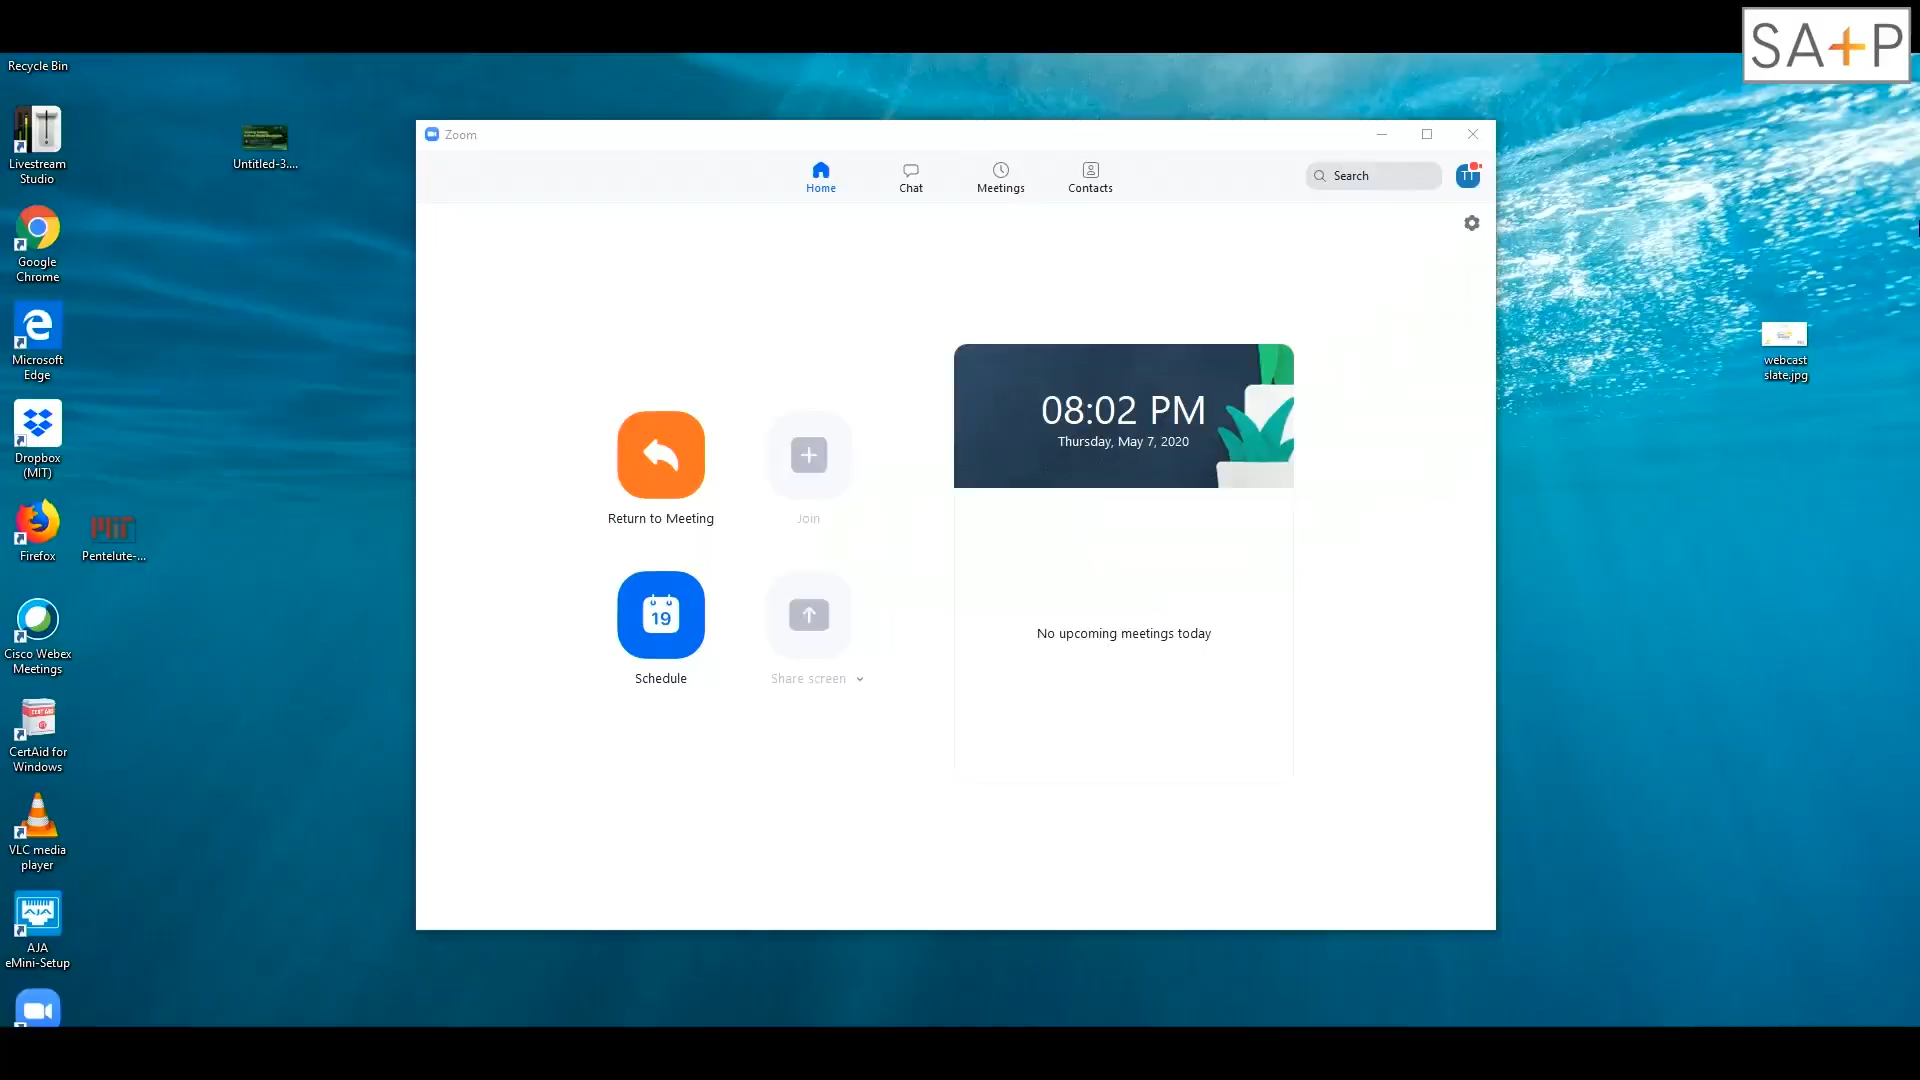 SA+P
Recycle Bin
Livestream
Studio
Untitled-3....
Google
Chrome
Microsoft
Edge
Dropbox
(MIT)
Firefox
MIT
Pentelute-...
Cisco Webex
Meetings
CertAid for
Windows
VLC media
player
AJA
AJA
eMini-Setup
webcast
slate.jpg
Zoom
Home
Chat
Meetings
Contacts
Search
TT
Return to Meeting
Join
19
Schedule
Share screen
08:02 PM
Thursday, May 7, 2020
No upcoming meetings today